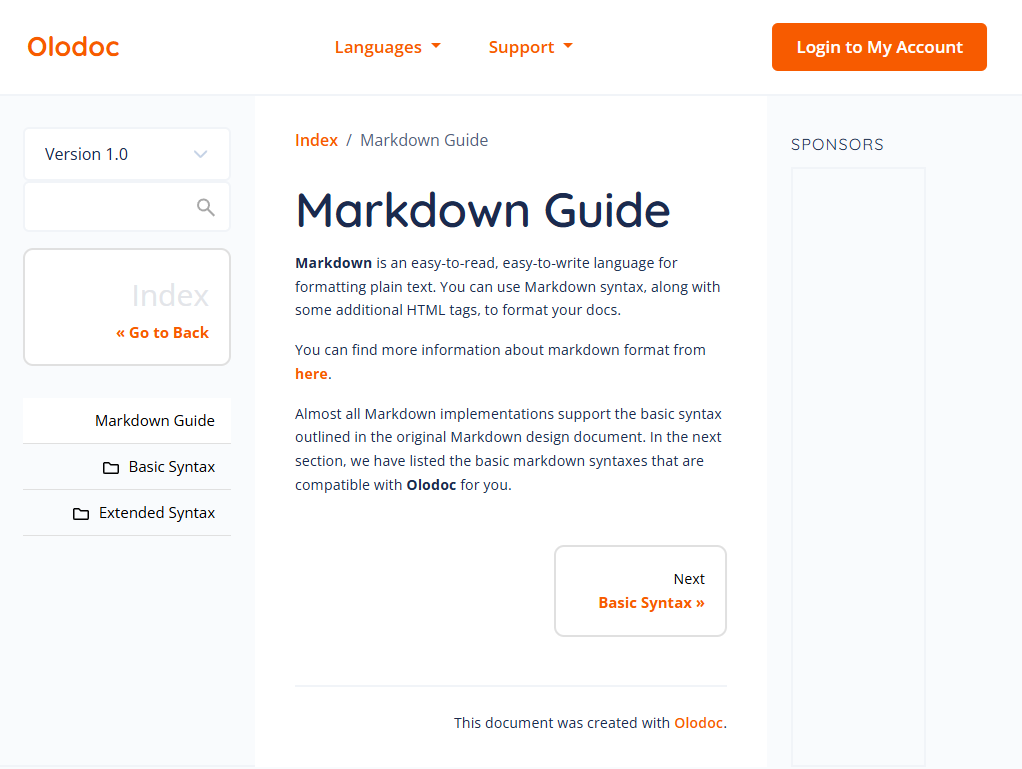 Olodoc
Languages
Support
Login to My Account
Version 1.0
Index
« Go to Back
Markdown Guide
Basic Syntax
Extended Syntax
Index / Markdown Guide
Markdown Guide
Markdown is an easy-to-read, easy-to-write language for
formatting plain text. You can use Markdown syntax, along with
some additional HTML tags, to format your docs.
You can find more information about markdown format from
here.
Almost all Markdown implementations support the basic syntax
outlined in the original Markdown design document. In the next
section, we have listed the basic markdown syntaxes that are
compatible with Olodoc for you.
Next
Basic Syntax »
This document was created with Olodoc.
SPONSORS